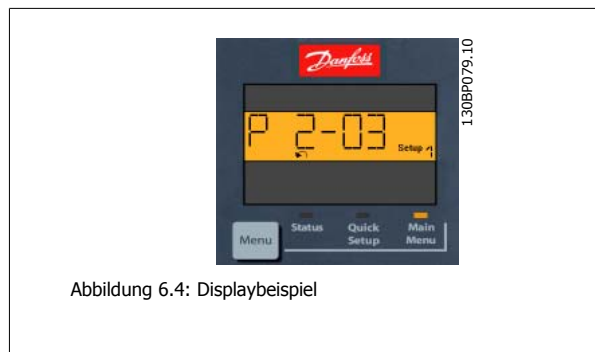 Danfoss
130BP079.10
P 2-03
Setup 1
Status
Quick Setup
Main Menu
Menu
Abbildung 6.4: Displaybeispiel